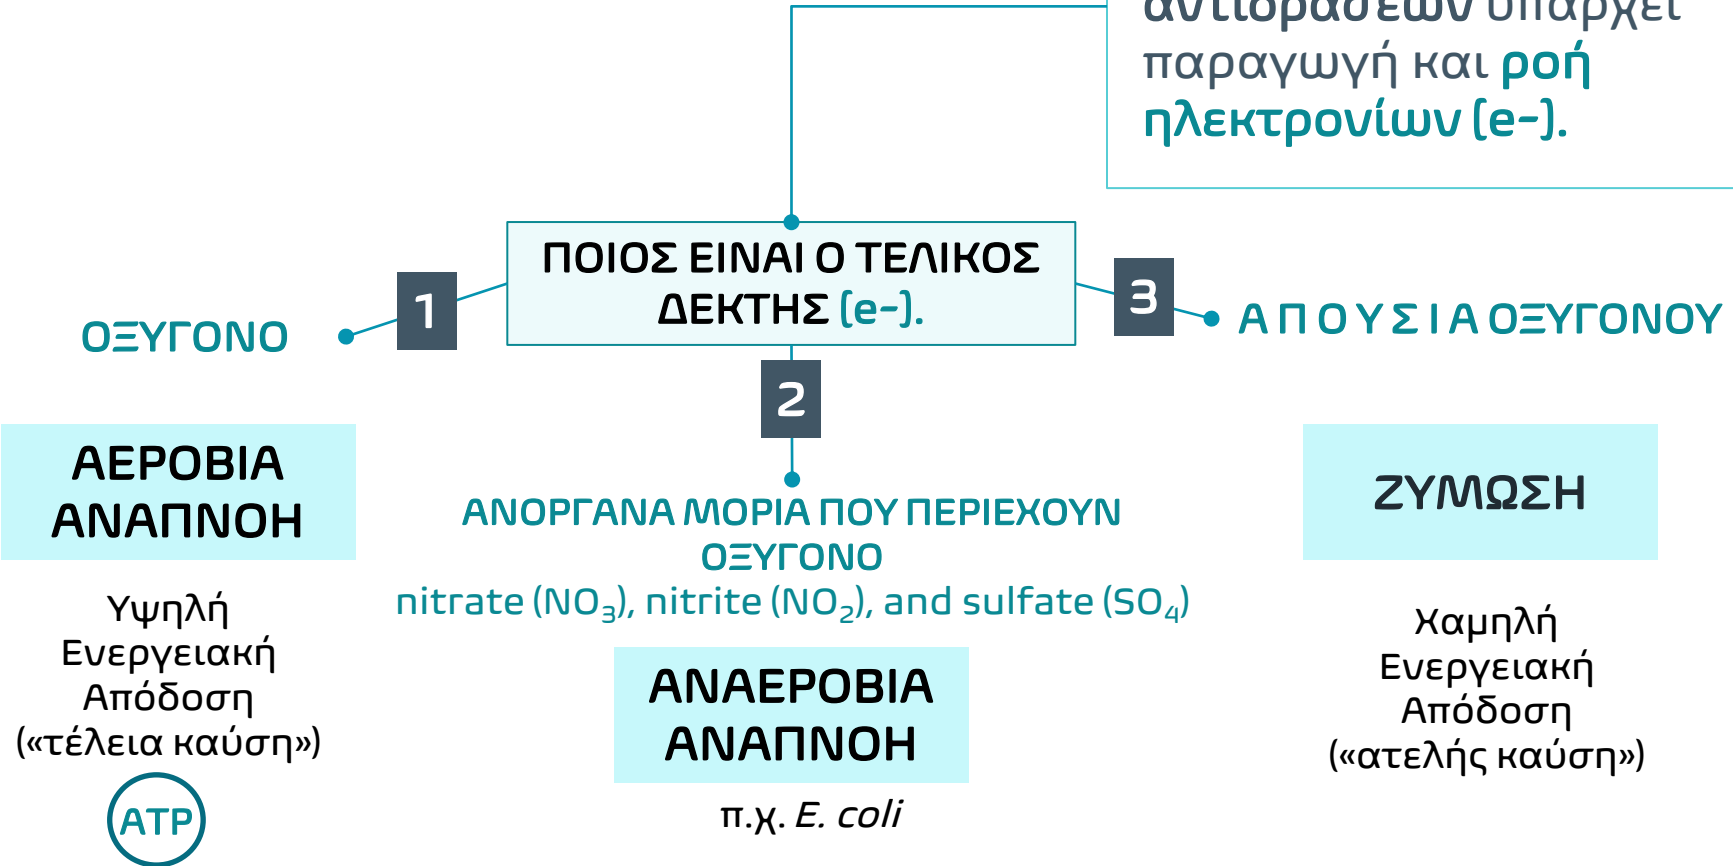 αντιδράσεων υπάρχει
παραγωγή και ροή
ηλεκτρονίων (e-).
ΠΟΙΟΣ ΕΙΝΑΙ Ο ΤΕΛΙΚΟΣ
ΔΕΚΤΗΣ (e-).
1
2
3
ΟΞΥΓΟΝΟ
ΑΕΡΟΒΙΑ
ΑΝΑΠΝΟΗ
Υψηλή
Ενεργειακή
Απόδοση
(«τέλεια καύση»)
ATP
ΑΝΟΡΓΑΝΑ ΜΟΡΙΑ ΠΟΥ ΠΕΡΙΕΧΟΥΝ
ΟΞΥΓΟΝΟ
nitrate (NO₃), nitrite (NO₂), and sulfate (SO₄)
ΑΝΑΕΡΟΒΙΑ
ΑΝΑΠΝΟΗ
π.χ. E. coli
Α Π Ο Υ Σ Ι Α ΟΞΥΓΟΝΟΥ
ΖΥΜΩΣΗ
Χαμηλή
Ενεργειακή
Απόδοση
(«ατελής καύση»)